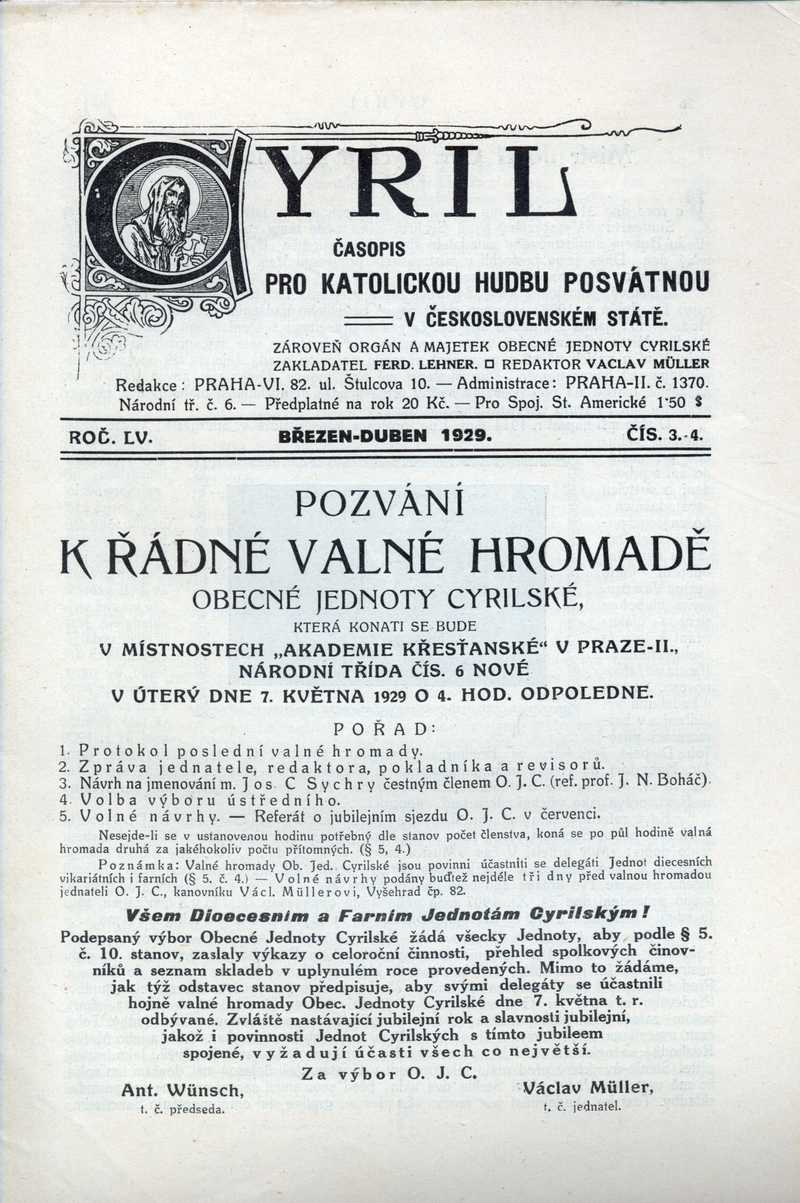 CYRIL
ČASOPIS
PRO KATOLICKOU HUDBU POSVÁTNOU
V ČESKOSLOVENSKÉM STÁTĚ.
ZÁROVEŇ ORGÁN A MAJETEK OBECNÉ JEDNOTY CYRILSKÉ
ZAKLADATEL FERD. LEHNER. □ REDAKTOR VACLAV MÜLLER
Redakce: PRAHA-VI. 82. ul. Štulcova 10. — Administrace: PRAHA-II. č. 1370.
Národní tř. č. 6. — Předplatné na rok 20 Kč. — Pro Spoj. St. Americké 1·50 $
ROČ. LV. BŘEZEN-DUBEN 1929. ČÍS. 3.-4.
POZVÁNÍ
K ŘÁDNÉ VALNÉ HROMADĚ
OBECNÉ JEDNOTY CYRILSKÉ,
KTERÁ KONATI SE BUDE
V MÍSTNOSTECH „AKADEMIE KŘESŤANSKÉ“ V PRAZE-II.,
NÁRODNÍ TŘÍDA ČÍS. 6 NOVÉ
V ÚTERÝ DNE 7. KVĚTNA 1929 O 4. HOD. ODPOLEDNE.
POŘAD:
1. Protokol poslední valné hromady.
2. Zpráva jednatele, redaktora, pokladníka a revisorů.
3. Návrh na jmenování m. Jos C Sychry čestným členem O. J. C. (ref. prof. J. N. Boháč).
4. Volba výboru ústředního.
5. Volné návrhy. — Referát o jubilejním sjezdu O. J. C. v červenci.
Nesejde-li se v ustanovenou hodinu potřebný dle stanov počet členstva, koná se po půl hodině valná
hromada druhá za jakéhokoliv počtu přítomných. (§ 5, 4.)
Poznámka: Valné hromady Ob. Jed. Cyrilské jsou povinni účastniti se delegáti Jednot diecesních
vikariátních i farních (§ 5. č. 4.) — Volné návrhy podány buďtež nejdéle tři dny před valnou hromadou
jednateli O. J. C., kanovníku Václ. Müllerovi, Vyšehrad čp. 82.
Všem Dioecesním a Farním Jednotám Cyrilským!
Podepsaný výbor Obecné Jednoty Cyrilské žádá všecky Jednoty, aby podle § 5.
č. 10. stanov, zaslaly výkazy o celoroční činnosti, přehled spolkových činov-
níků a seznam skladeb v uplynulém roce provedených. Mimo to žádáme,
jak týž odstavec stanov předpisuje, aby svými delegáty se účastnili
hojně valné hromady Obec. Jednoty Cyrilské dne 7. května t. r.
odbývané. Zvláště nastávající jubilejní rok a slavnosti jubilejní,
jakož i povinnosti Jednot Cyrilských s tímto jubileem
spojené, vyžadují účasti všech co největší.
Za výbor O. J. C.
Ant. Wünsch, Václav Müller,
t. č. předseda. t. č. jednatel.